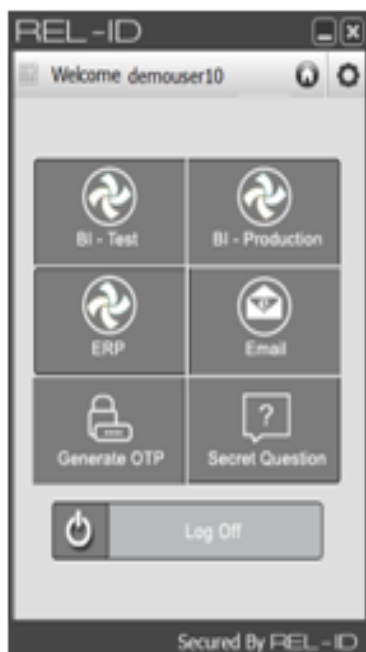 REL-ID
Welcome demouser10
BI - Test
BI - Production
ERP
Email
Generate OTP
Secret Question
Log Off
Secured By REL-ID